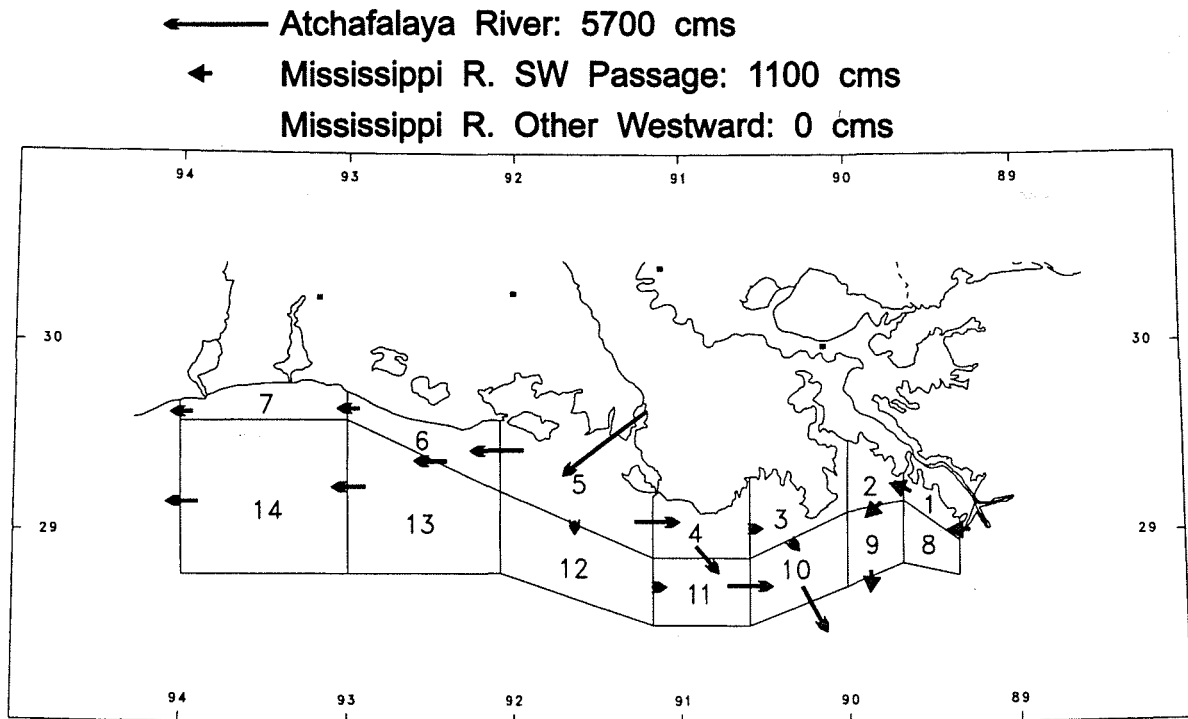 Atchafalaya River: 5700 cms
Mississippi R. SW Passage: 1100 cms
Mississippi R. Other Westward: 0 cms
94 93 92 91 90 89
30 30
7
6
5
2
1
4 3
29 29
14 13 12 11 10 9 8
94 93 92 91 90 89